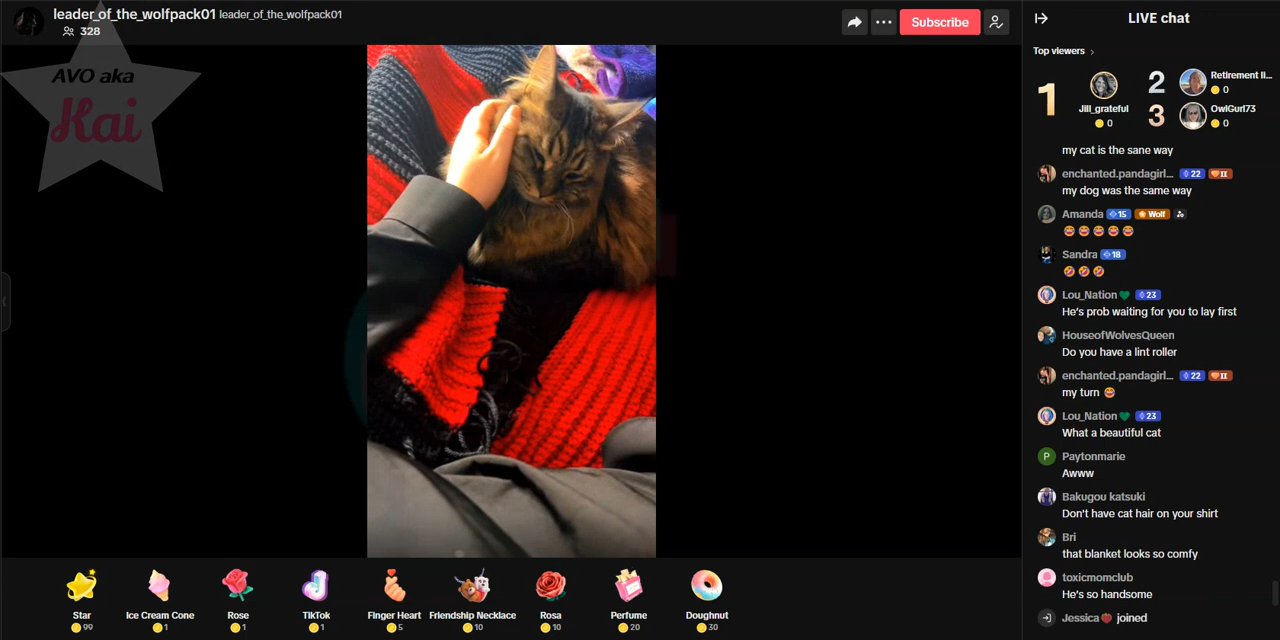 leader_of_the_wolfpack01 leader_of_the_wolfpack01
328
AVO aka
Kai
Subscribe
LIVE chat
Top viewers
1
Jill_grateful
0
2
Retirement li...
0
3
OwlGurl73
0
my cat is the sane way
enchanted.pandagirl... 22 II
my dog was the same way
Amanda 15 Wolf
Sandra 18
Lou_Nation 23
He's prob waiting for you to lay first
HouseofWolvesQueen
Do you have a lint roller
enchanted.pandagirl... 22 II
my turn
Lou_Nation 23
What a beautiful cat
P Paytonmarie
Awww
Bakugou katsuki
Don't have cat hair on your shirt
Bri
that blanket looks so comfy
toxicmomclub
He's so handsome
Jessica joined
Star
99
Ice Cream Cone
1
Rose
1
TikTok
1
Finger Heart
5
Friendship Necklace
10
Rosa
10
Perfume
20
Doughnut
30